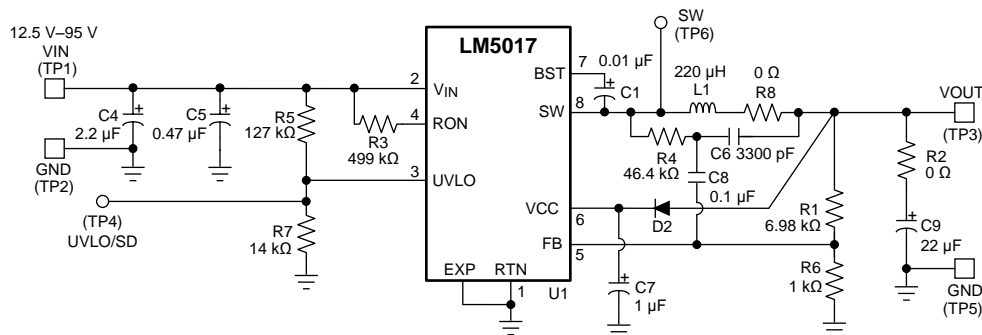 12.5 V–95 V
VIN
(TP1)
C4
2.2 µF
C5
0.47 µF
R5
127 kΩ
R3
499 kΩ
GND
(TP2)
(TP4)
UVLO/SD
R7
14 kΩ
2
4
3
LM5017
VIN
RON
UVLO
BST
SW
VCC
FB
EXP
RTN
1
U1
7
8
6
5
0.01 µF
C1
SW
(TP6)
220 µH
L1
0 Ω
R8
R4
46.4 kΩ
C6
3300 pF
C8
0.1 µF
D2
C7
1 µF
R1
6.98 kΩ
R6
1 kΩ
VOUT
(TP3)
R2
0 Ω
C9
22 µF
GND
(TP5)
+
+
+
+
+